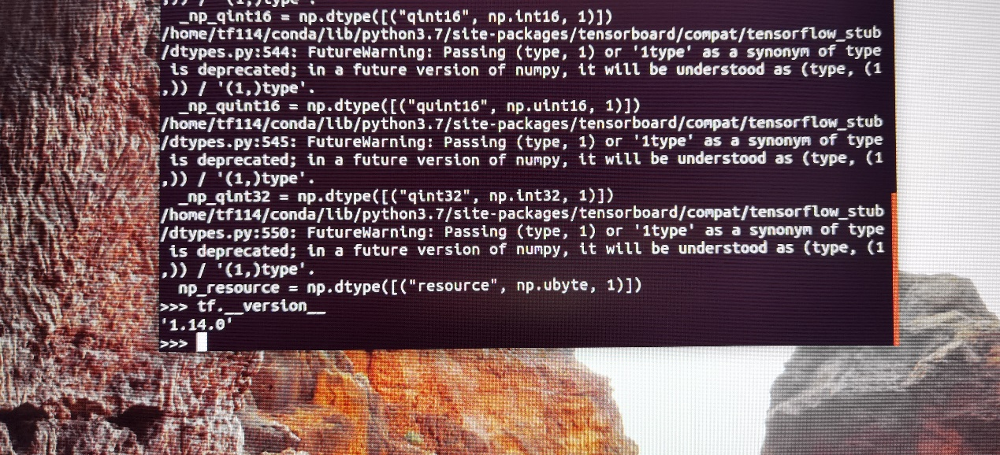 ,)) / '(1,)type'.
_np_qint16 = np.dtype([("qint16", np.int16, 1)])
/home/tf114/conda/lib/python3.7/site-packages/tensorboard/compat/tensorflow_stub
/dtypes.py:544: FutureWarning: Passing (type, 1) or '1type' as a synonym of type
is deprecated; in a future version of numpy, it will be understood as (type, (1
,)) / '(1,)type'.
_np_quint16 = np.dtype([("quint16", np.uint16, 1)])
/home/tf114/conda/lib/python3.7/site-packages/tensorboard/compat/tensorflow_stub
/dtypes.py:545: FutureWarning: Passing (type, 1) or '1type' as a synonym of type
is deprecated; in a future version of numpy, it will be understood as (type, (1
,)) / '(1,)type'.
_np_qint32 = np.dtype([("qint32", np.int32, 1)])
/home/tf114/conda/lib/python3.7/site-packages/tensorboard/compat/tensorflow_stub
/dtypes.py:550: FutureWarning: Passing (type, 1) or '1type' as a synonym of type
is deprecated; in a future version of numpy, it will be understood as (type, (1
,)) / '(1,)type'.
np_resource = np.dtype([("resource", np.ubyte, 1)])
>>> tf.__version__
'1.14.0'
>>>